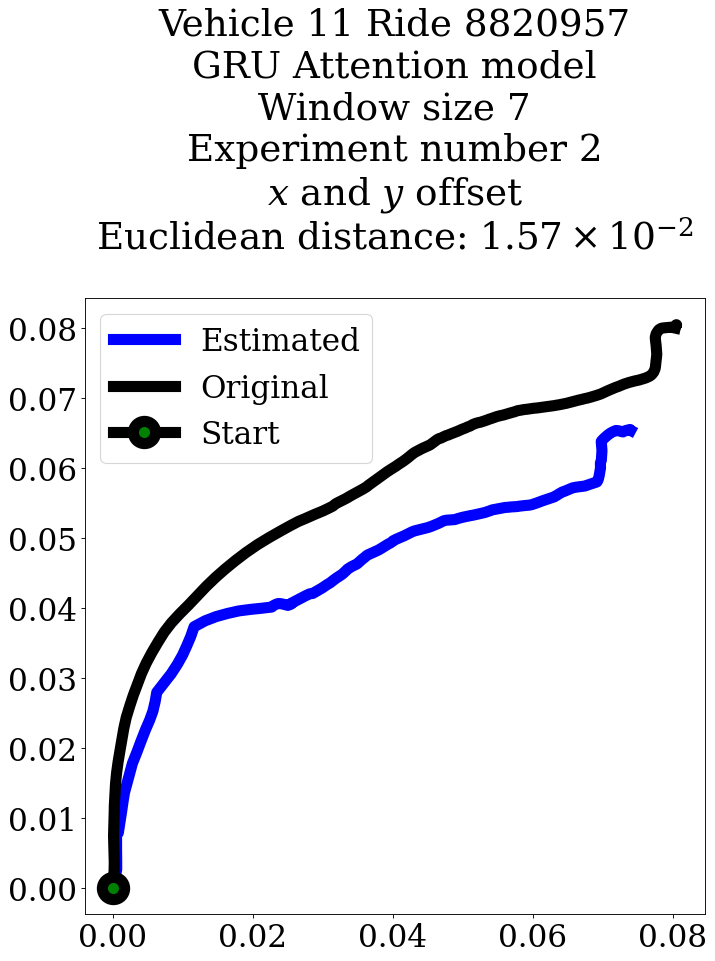 Vehicle 11 Ride 8820957
GRU Attention model
Window size 7
Experiment number 2
x and y offset
Euclidean distance: 1.57 × 10⁻²
Estimated
Original
Start
0.08
0.07
0.06
0.05
0.04
0.03
0.02
0.01
0.00
0.00 0.02 0.04 0.06 0.08